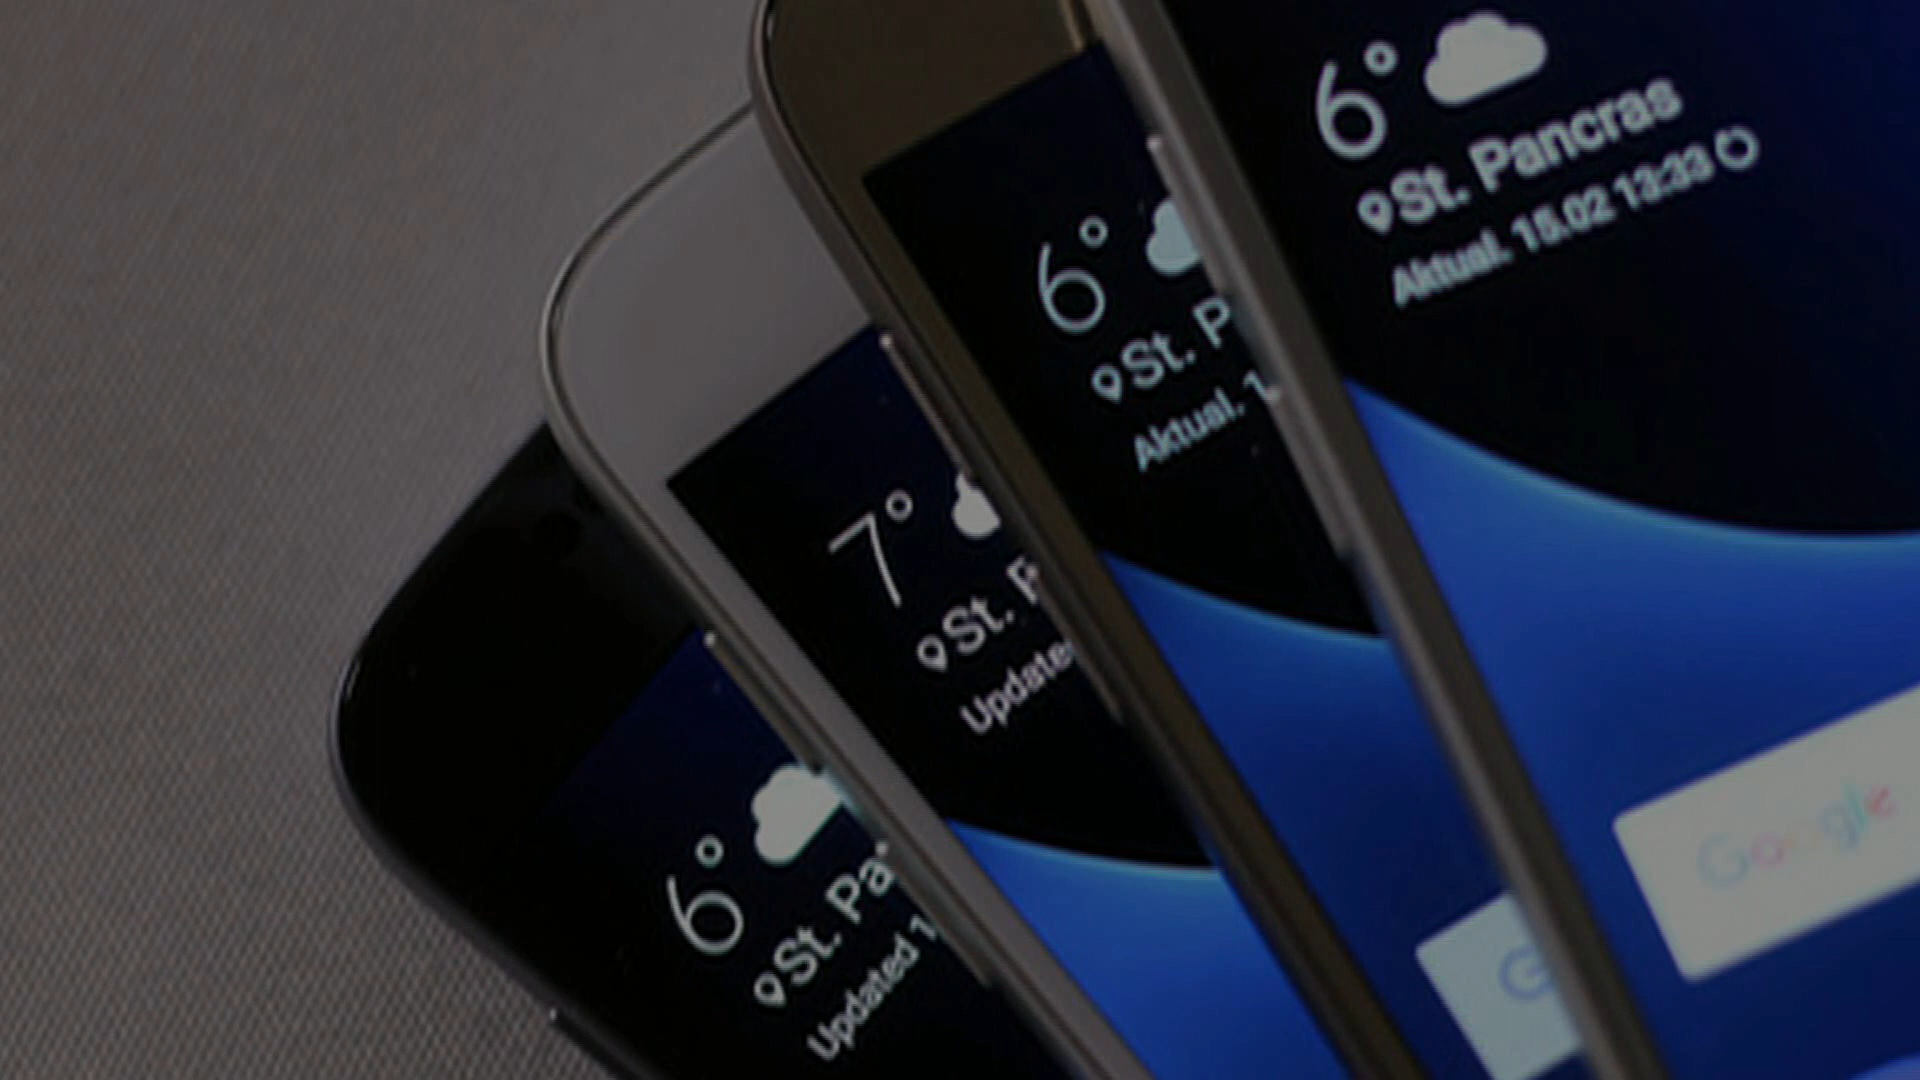 6°
St. Pancras
Aktual. 15.02 13:33
6°
St. P
Aktual. 1
7°
St. P
Update
6°
St. Pa
Updated 1
Google
G